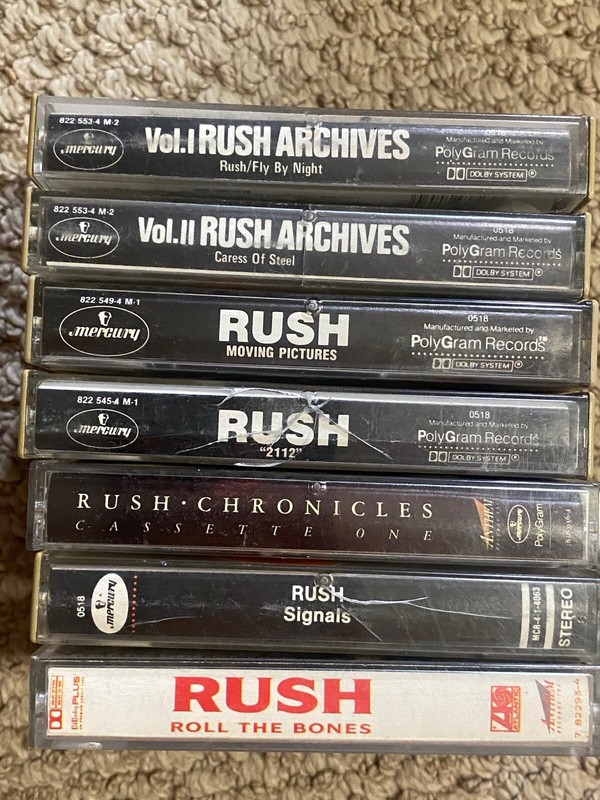 822 553-4 M-2
mercury
Vol.I RUSH ARCHIVES
Rush/Fly By Night
0518
Manufactured and Marketed by
PolyGram Records
DOLBY SYSTEM®
822 553-4 M-2
mercury
Vol.II RUSH ARCHIVES
Caress Of Steel
0518
Manufactured and Marketed by
PolyGram Records
DOLBY SYSTEM®
822 549-4 M-1
mercury
RUSH
MOVING PICTURES
0518
Manufactured and Marketed by
PolyGram Records
DOLBY SYSTEM®
822 545-4 M-1
mercury
RUSH
"2112"
0518
Manufactured and Marketed by
PolyGram Records
DOLBY SYSTEM®
RUSH·CHRONICLES
CASSETTE ONE
ANTHEM
mercury
PolyGram
0518
mercury
RUSH
Signals
MCR-4-1-4063
STEREO
PLUS
RUSH
ROLL THE BONES
ATLANTIC
ANTHEM
7 82293-4